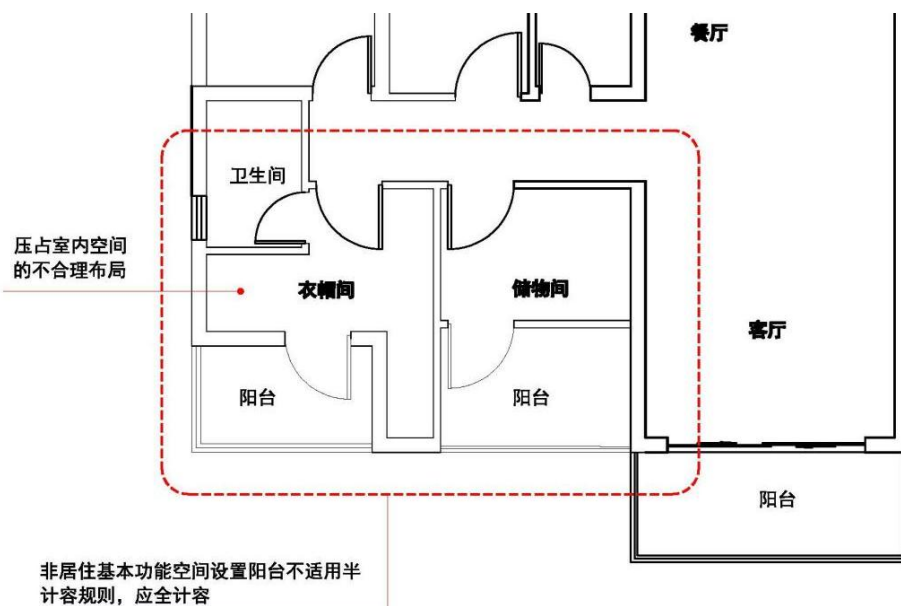 餐厅
卫生间
压占室内空间
的不合理布局
衣帽间
储物间
客厅
阳台
阳台
阳台
非居住基本功能空间设置阳台不适用半
计容规则，应全计容